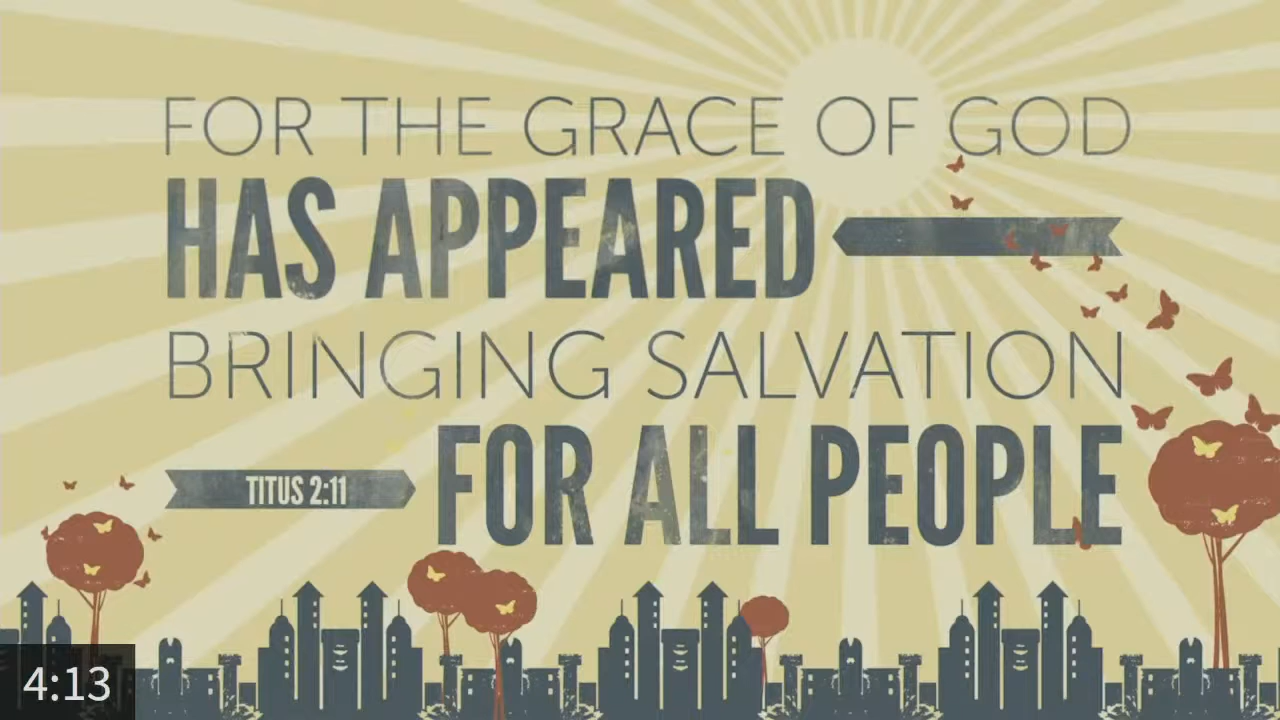 FOR THE GRACE OF GOD
HAS APPEARED
BRINGING SALVATION
TITUS 2:11 FOR ALL PEOPLE
4:13